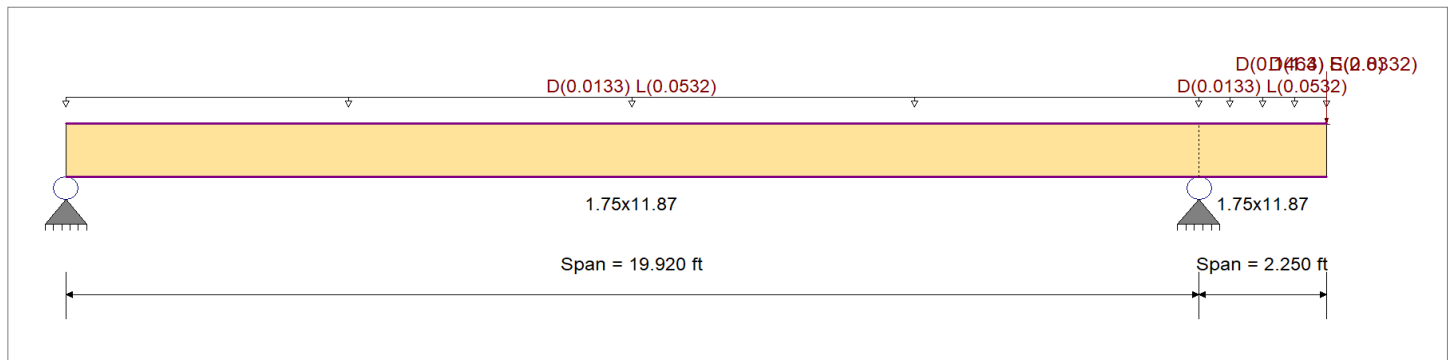 D(0.0133) L(0.0532)
D(0.0133) L(0.0532)
1.75x11.87
1.75x11.87
Span = 19.920 ft
Span = 2.250 ft